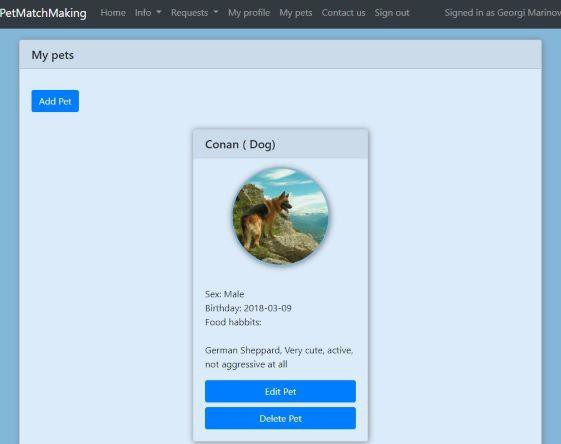 PetMatchMaking Home Info Requests My profile My pets Contact us Sign out Signed in as Georgi Marinov
My pets
Add Pet
Conan ( Dog)
Sex: Male
Birthday: 2018-03-09
Food habbits:
German Sheppard, Very cute, active,
not aggressive at all
Edit Pet
Delete Pet